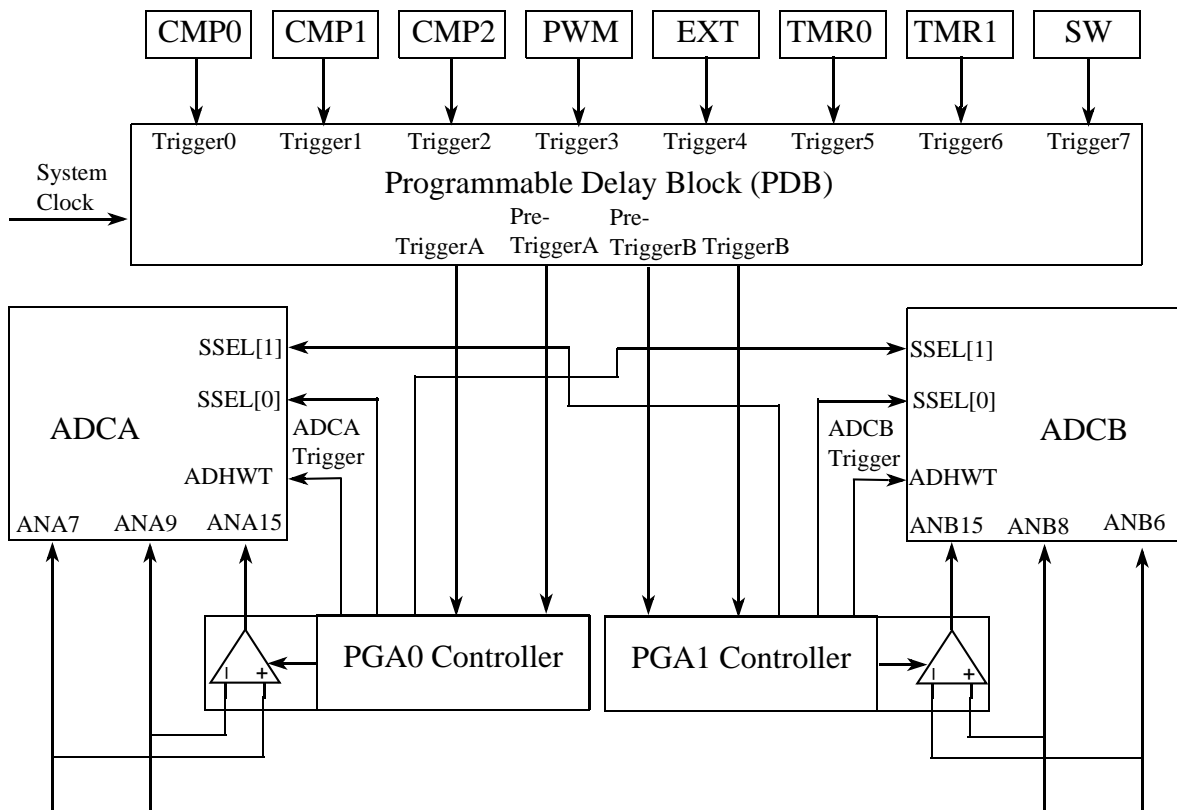 CMP0
CMP1
CMP2
PWM
EXT
TMR0
TMR1
SW
Trigger0
Trigger1
Trigger2
Trigger3
Trigger4
Trigger5
Trigger6
Trigger7
System
Clock
Programmable Delay Block (PDB)
TriggerA
Pre-
TriggerA
Pre-
TriggerB
TriggerB
SSEL[1]
SSEL[0]
ADCA
ADCA
Trigger
ADHWT
ANA7
ANA9
ANA15
SSEL[1]
SSEL[0]
ADCB
Trigger
ADCB
ADHWT
ANB15
ANB8
ANB6
PGA0 Controller
PGA1 Controller
– +
– +